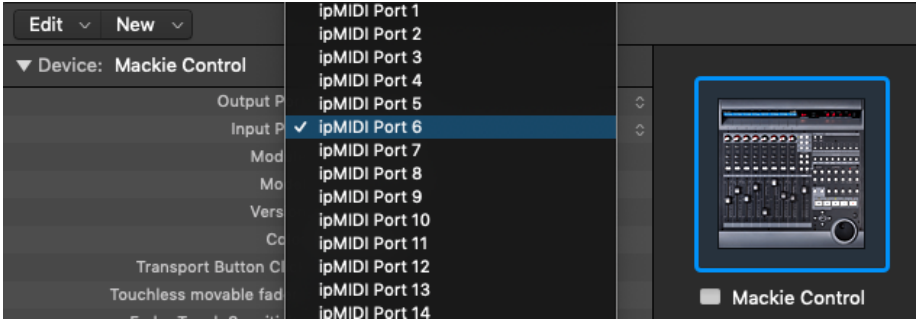 Edit New
Device: Mackie Control
Output P
Input P
Mod
Mo
Vers
Cc
Transport Button Cl
Touchless movable fad
ipMIDI Port 1
ipMIDI Port 2
ipMIDI Port 3
ipMIDI Port 4
ipMIDI Port 5
ipMIDI Port 6
ipMIDI Port 7
ipMIDI Port 8
ipMIDI Port 9
ipMIDI Port 10
ipMIDI Port 11
ipMIDI Port 12
ipMIDI Port 13
ipMIDI Port 14
Mackie Control